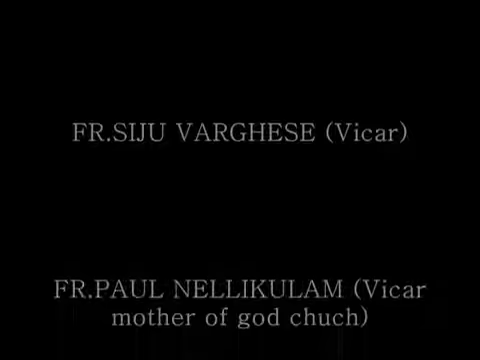 FR.SIJU VARGHESE (Vicar)
FR.PAUL NELLIKULAM (Vicar
mother of god chuch)